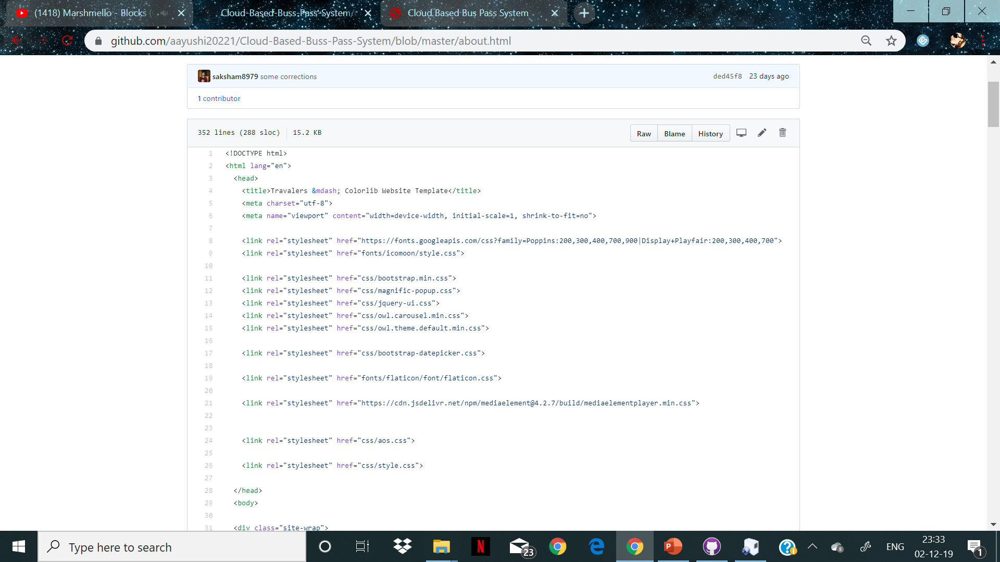 (1418) Marshmello - Blocks (
Cloud-Based-Buss-Pass-System/
Cloud Based Bus Pass System
github.com/aayushi20221/Cloud-Based-Buss-Pass-System/blob/master/about.html
saksham8979 some corrections
ded45f8 23 days ago
1 contributor
352 lines (288 sloc) 15.2 KB
Raw Blame History
1 <!DOCTYPE html>
2 <html lang="en">
3 <head>
4 <title>Travalers &mdash; Colorlib Website Template</title>
5 <meta charset="utf-8">
6 <meta name="viewport" content="width=device-width, initial-scale=1, shrink-to-fit=no">
7
8 <link rel="stylesheet" href="https://fonts.googleapis.com/css?family=Poppins:200,300,400,700,900|Display+Playfair:200,300,400,700">
9 <link rel="stylesheet" href="fonts/icomoon/style.css">
10
11 <link rel="stylesheet" href="css/bootstrap.min.css">
12 <link rel="stylesheet" href="css/magnific-popup.css">
13 <link rel="stylesheet" href="css/jquery-ui.css">
14 <link rel="stylesheet" href="css/owl.carousel.min.css">
15 <link rel="stylesheet" href="css/owl.theme.default.min.css">
16
17 <link rel="stylesheet" href="css/bootstrap-datepicker.css">
18
19 <link rel="stylesheet" href="fonts/flaticon/font/flaticon.css">
20
21 <link rel="stylesheet" href="https://cdn.jsdelivr.net/npm/mediaelement@4.2.7/build/mediaelementplayer.min.css">
22
23
24 <link rel="stylesheet" href="css/aos.css">
25
26 <link rel="stylesheet" href="css/style.css">
27
28 </head>
29 <body>
30
31 <div class="site-wrap">
Type here to search
N
23
P
ENG
23:33
02-12-19
1